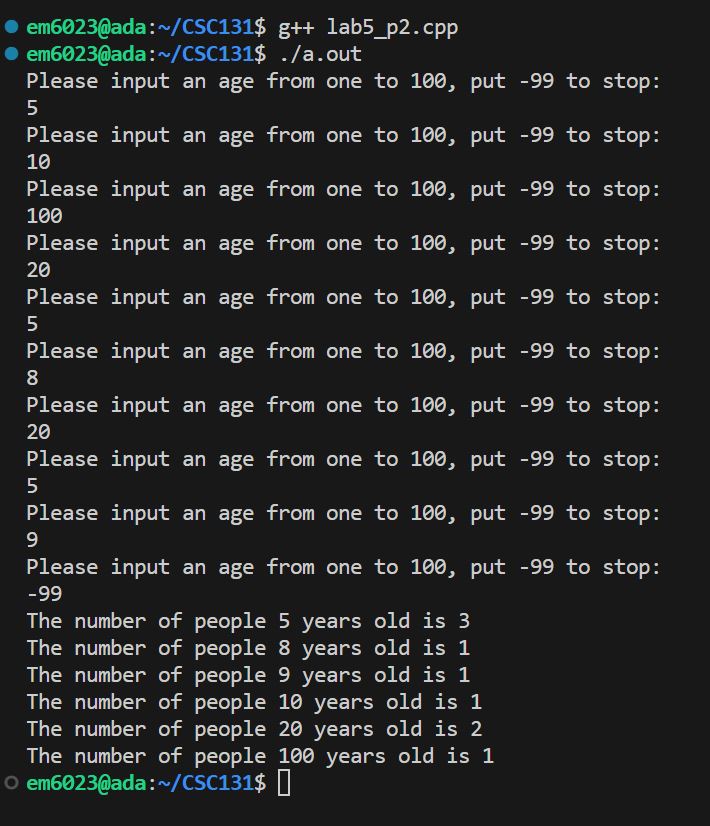 em6023@ada:~/CSC131$ g++ lab5_p2.cpp
em6023@ada:~/CSC131$ ./a.out
Please input an age from one to 100, put -99 to stop:
5
Please input an age from one to 100, put -99 to stop:
10
Please input an age from one to 100, put -99 to stop:
100
Please input an age from one to 100, put -99 to stop:
20
Please input an age from one to 100, put -99 to stop:
5
Please input an age from one to 100, put -99 to stop:
8
Please input an age from one to 100, put -99 to stop:
20
Please input an age from one to 100, put -99 to stop:
5
Please input an age from one to 100, put -99 to stop:
9
Please input an age from one to 100, put -99 to stop:
-99
The number of people 5 years old is 3
The number of people 8 years old is 1
The number of people 9 years old is 1
The number of people 10 years old is 1
The number of people 20 years old is 2
The number of people 100 years old is 1
em6023@ada:~/CSC131$